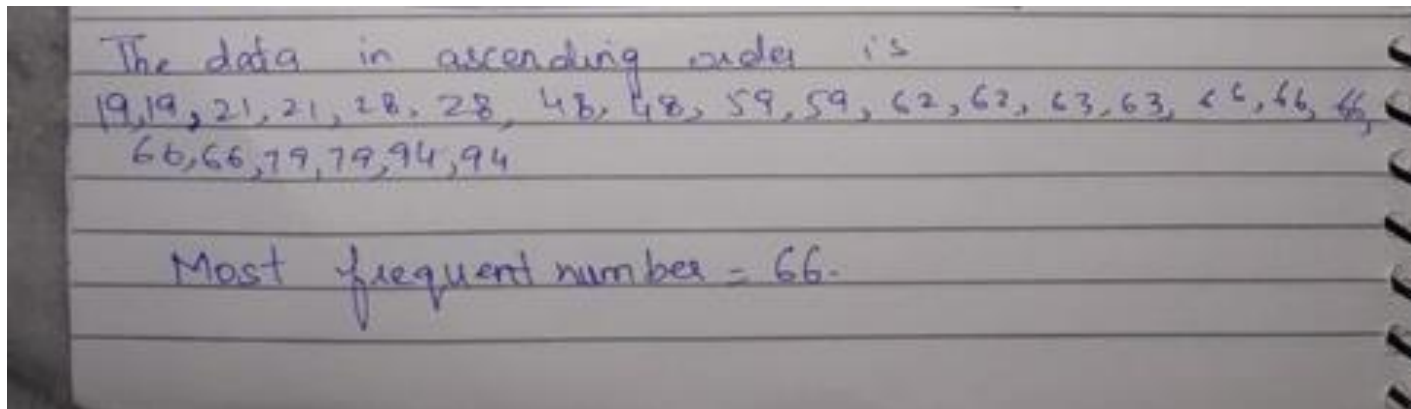 The data in ascending order is
19,19,21,21,28,28,48,48,59,59,62,62,63,63,66,66,66,
66,66,79,79,94,94
Most frequent number = 66.